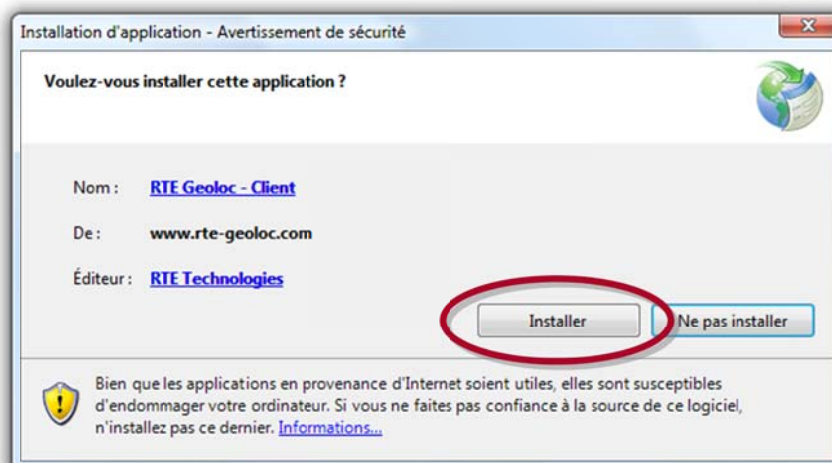 Installation d'application - Avertissement de sécurité
Voulez-vous installer cette application ?
Nom : RTE Geoloc - Client
De : www.rte-geoloc.com
Éditeur : RTE Technologies
Installer Ne pas installer
Bien que les applications en provenance d'Internet soient utiles, elles sont susceptibles
d'endommager votre ordinateur. Si vous ne faites pas confiance à la source de ce logiciel,
n'installez pas ce dernier. Informations...